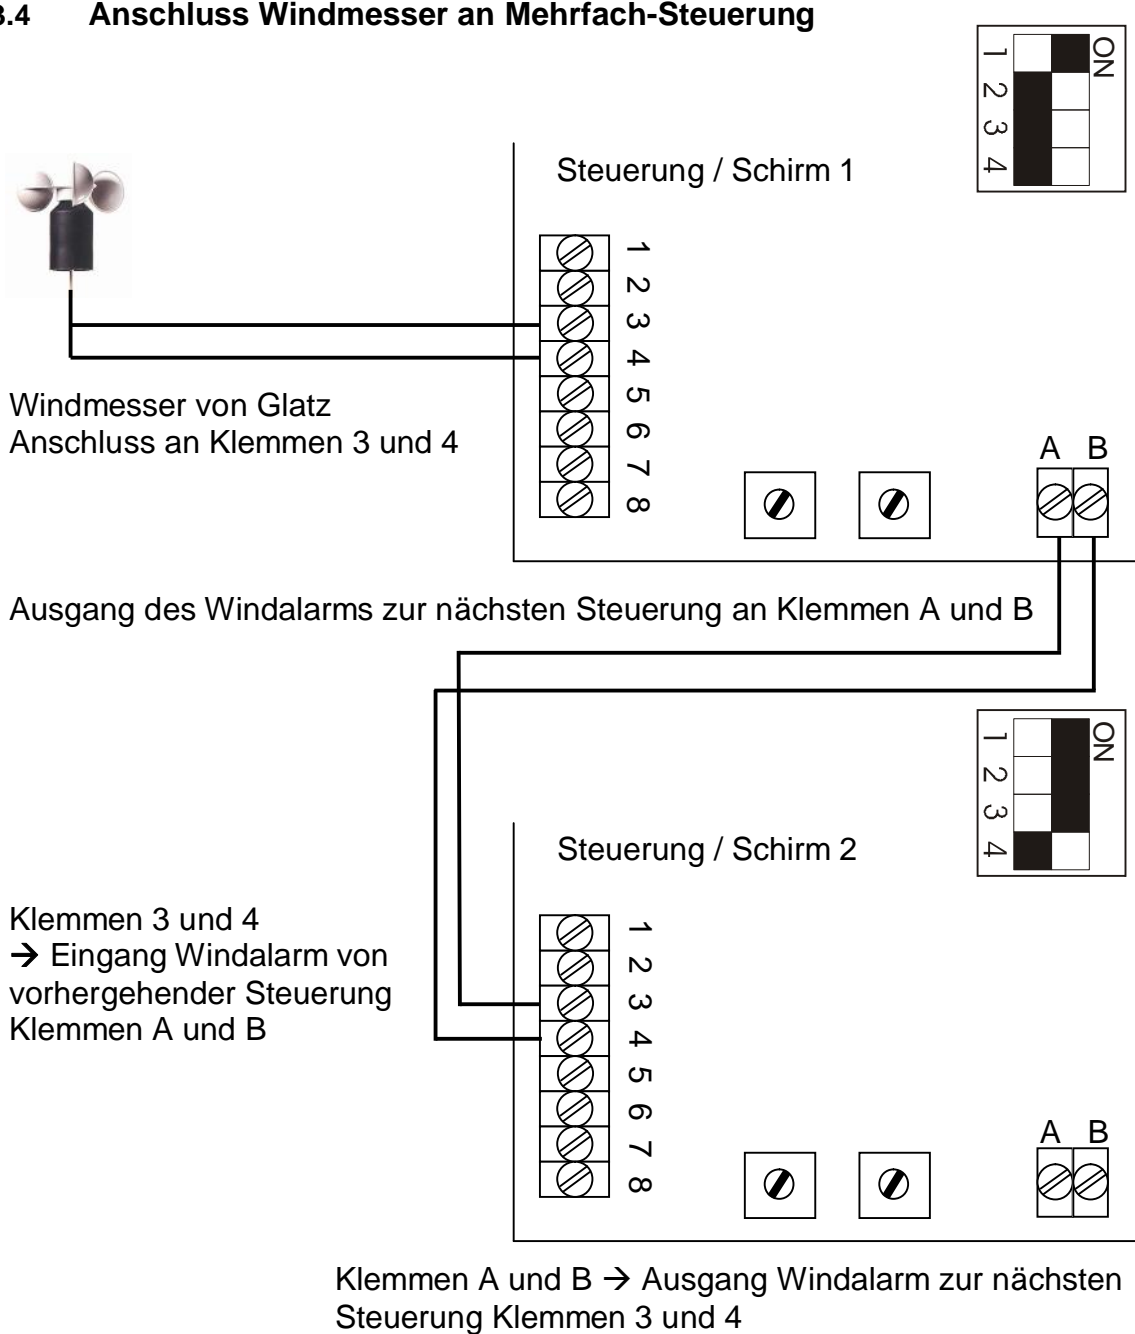 3.4 Anschluss Windmesser an Mehrfach-Steuerung
ON
1
2
3
4
Steuerung / Schirm 1
1
2
3
4
5
6
7
8
Windmesser von Glatz
Anschluss an Klemmen 3 und 4
A B
Ausgang des Windalarms zur nächsten Steuerung an Klemmen A und B
ON
1
2
3
4
Steuerung / Schirm 2
Klemmen 3 und 4
→ Eingang Windalarm von
vorhergehender Steuerung
Klemmen A und B
1
2
3
4
5
6
7
8
A B
Klemmen A und B → Ausgang Windalarm zur nächsten
Steuerung Klemmen 3 und 4